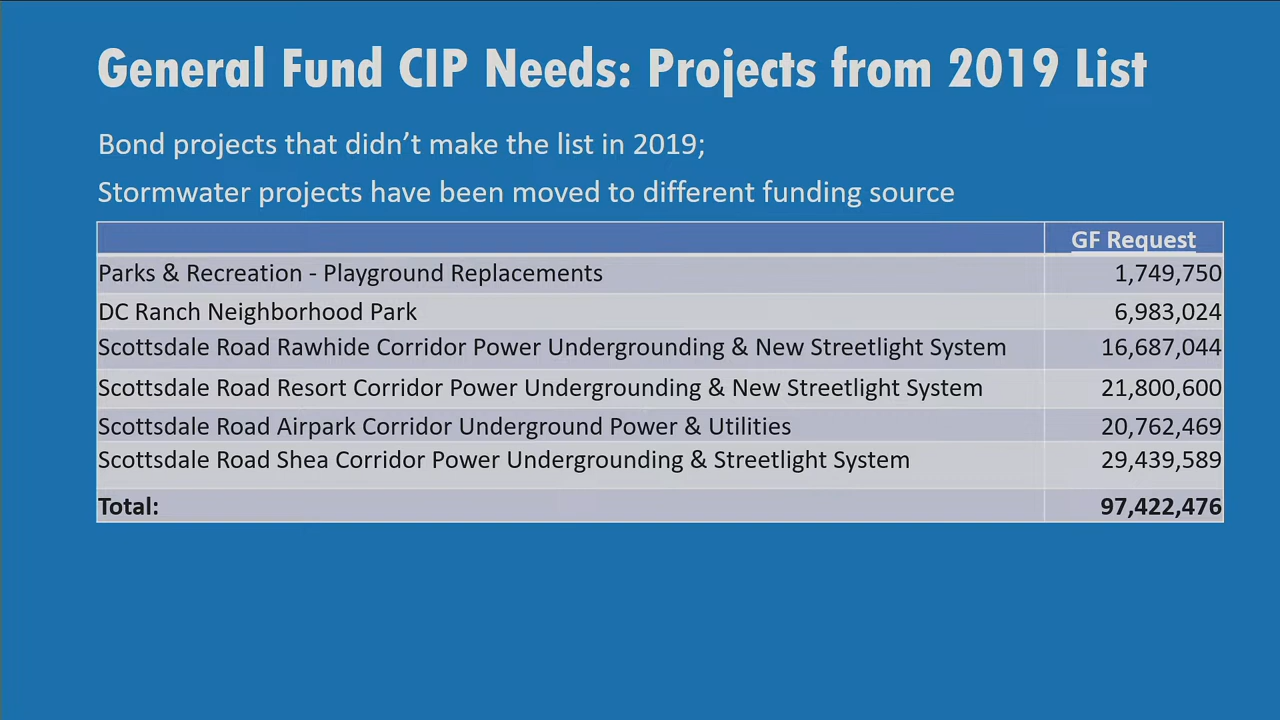 General Fund CIP Needs: Projects from 2019 List
Bond projects that didn’t make the list in 2019;
Stormwater projects have been moved to different funding source
GF Request
Parks & Recreation - Playground Replacements 1,749,750
DC Ranch Neighborhood Park 6,983,024
Scottsdale Road Rawhide Corridor Power Undergrounding & New Streetlight System 16,687,044
Scottsdale Road Resort Corridor Power Undergrounding & New Streetlight System 21,800,600
Scottsdale Road Airpark Corridor Underground Power & Utilities 20,762,469
Scottsdale Road Shea Corridor Power Undergrounding & Streetlight System 29,439,589
Total: 97,422,476